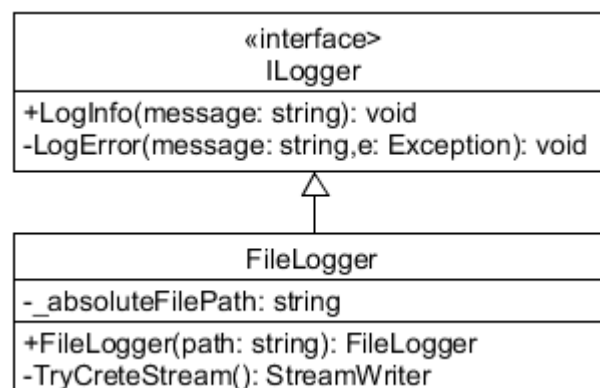 «interface»
ILogger
+LogInfo(message: string): void
-LogError(message: string,e: Exception): void
FileLogger
-_absoluteFilePath: string
+FileLogger(path: string): FileLogger
-TryCreteStream(): StreamWriter